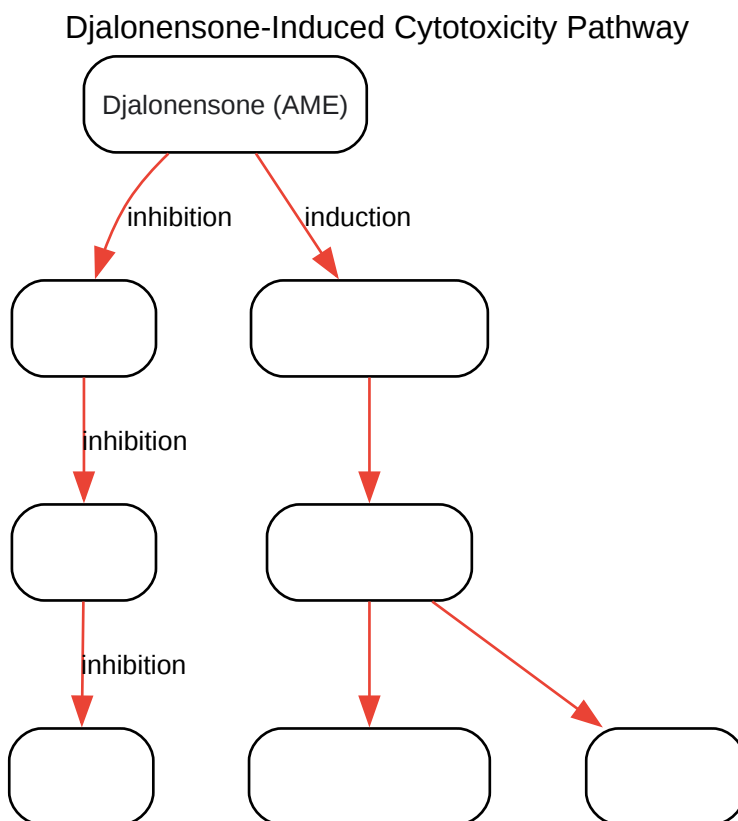 Djalonensone-Induced Cytotoxicity Pathway
Djalonensone (AME)
inhibition
induction
inhibition
inhibition